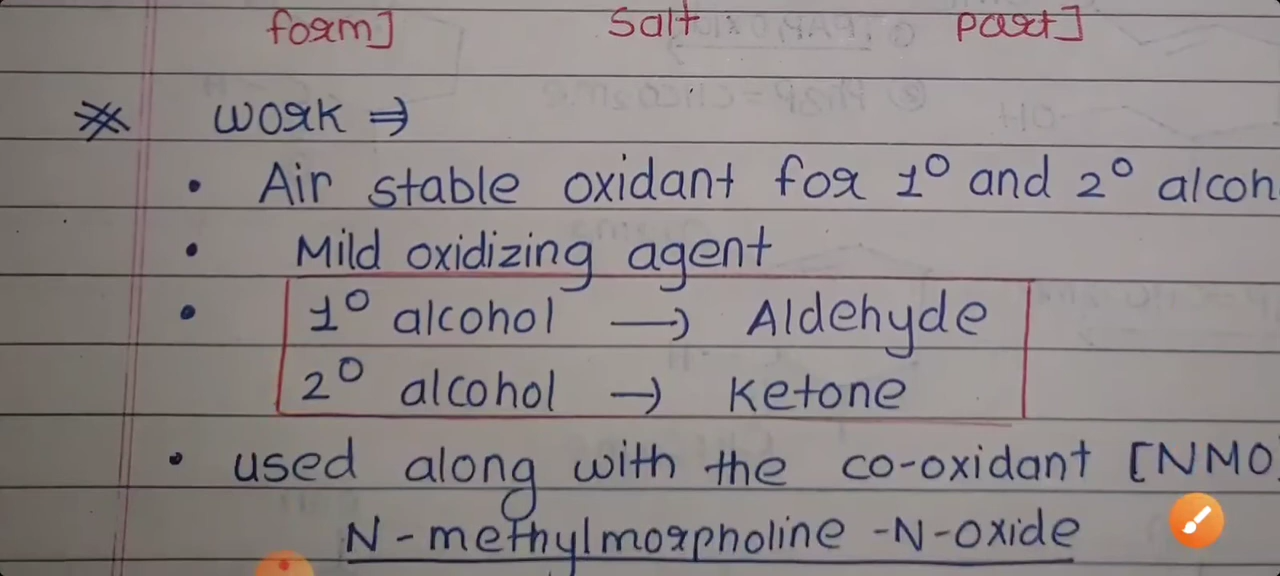 form] Salt part]
work ⇒
• Air stable oxidant for 1° and 2° alcoh
• Mild oxidizing agent
• 1° alcohol → Aldehyde
2° alcohol → Ketone
• used along with the co-oxidant [NMO]
N-methylmorpholine-N-oxide